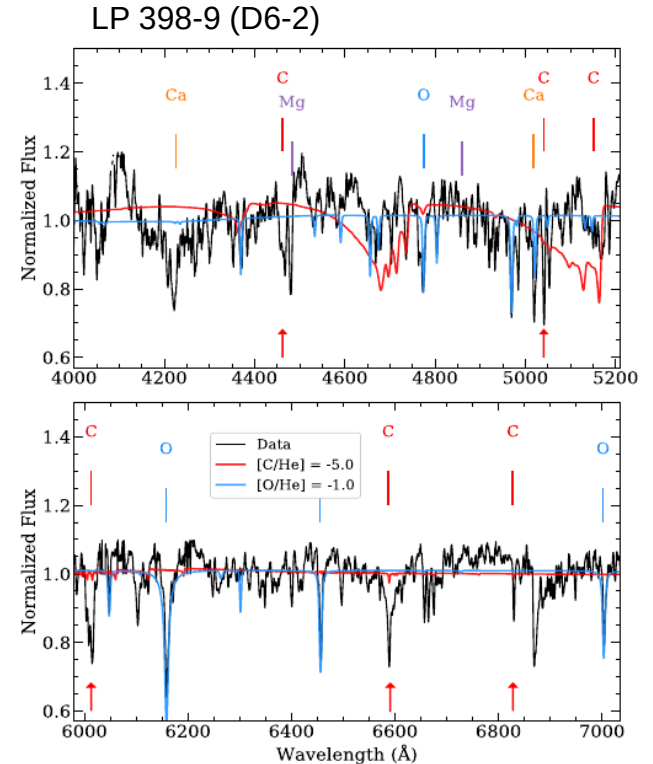 LP 398-9 (D6-2)
C
C
C
Ca
Mg
O
Mg
Ca
1.4
1.2
1.0
0.8
0.6
Normalized Flux
4000
4200
4400
4600
4800
5000
5200
C
O
C
C
O
Data
[C/He] = -5.0
[O/He] = -1.0
1.4
1.2
1.0
0.8
0.6
Normalized Flux
6000
6200
6400
6600
6800
7000
Wavelength (Å)